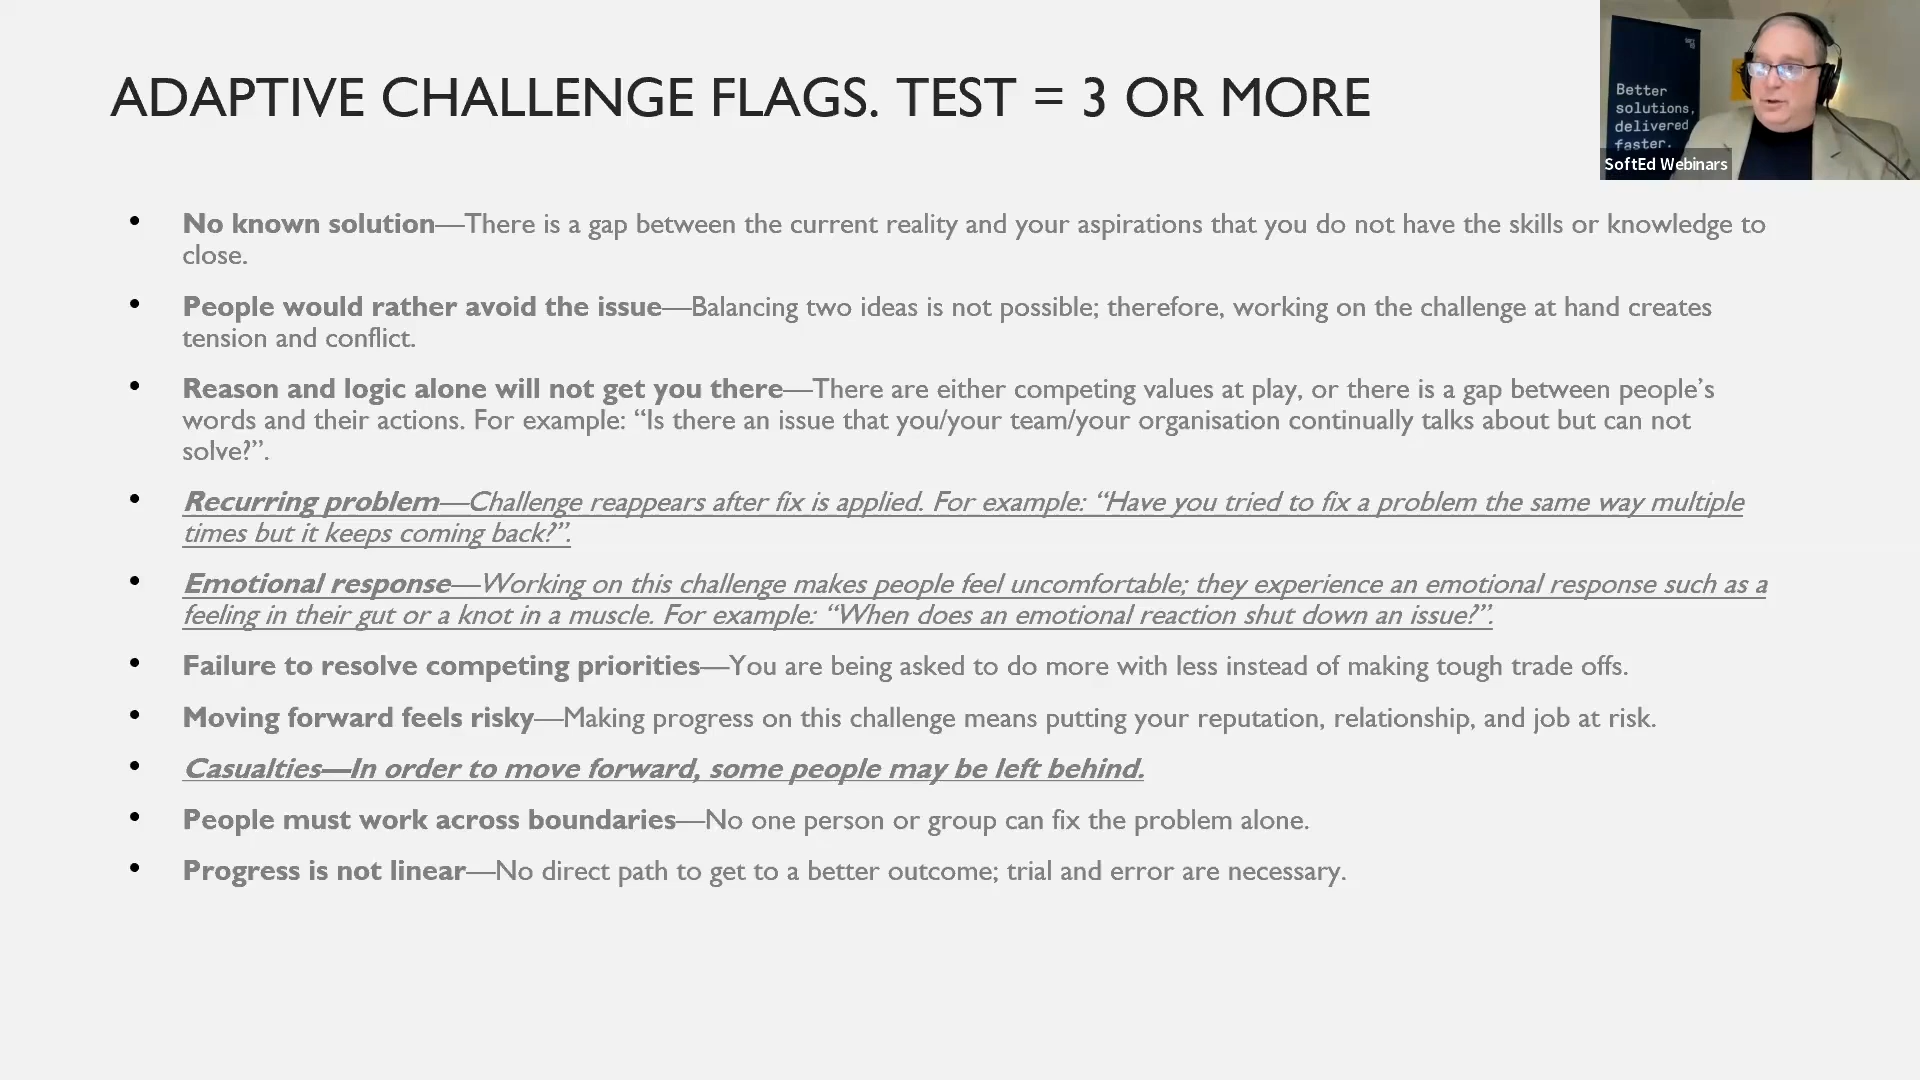 ADAPTIVE CHALLENGE FLAGS. TEST = 3 OR MORE
Better
solutions,
delivered
faster.
SoftEd Webinars
• No known solution—There is a gap between the current reality and your aspirations that you do not have the skills or knowledge to
close.
• People would rather avoid the issue—Balancing two ideas is not possible; therefore, working on the challenge at hand creates
tension and conflict.
• Reason and logic alone will not get you there—There are either competing values at play, or there is a gap between people’s
words and their actions. For example: “Is there an issue that you/your team/your organisation continually talks about but can not
solve?”.
• Recurring problem—Challenge reappears after fix is applied. For example: “Have you tried to fix a problem the same way multiple
times but it keeps coming back?”.
• Emotional response—Working on this challenge makes people feel uncomfortable; they experience an emotional response such as a
feeling in their gut or a knot in a muscle. For example: “When does an emotional reaction shut down an issue?”.
• Failure to resolve competing priorities—You are being asked to do more with less instead of making tough trade offs.
• Moving forward feels risky—Making progress on this challenge means putting your reputation, relationship, and job at risk.
• Casualties—In order to move forward, some people may be left behind.
• People must work across boundaries—No one person or group can fix the problem alone.
• Progress is not linear—No direct path to get to a better outcome; trial and error are necessary.